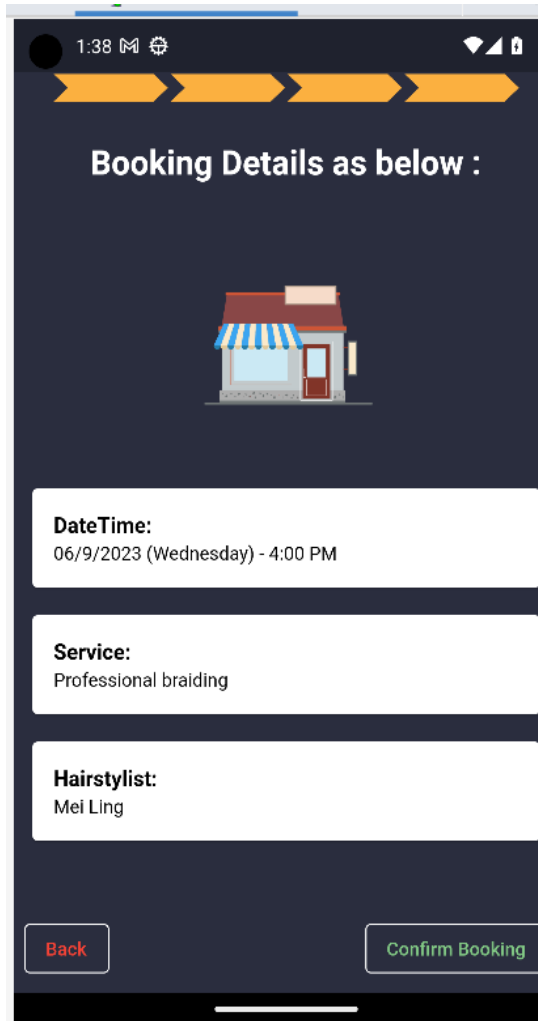 1:38
Booking Details as below :
DateTime:
06/9/2023 (Wednesday) - 4:00 PM
Service:
Professional braiding
Hairstylist:
Mei Ling
Back
Confirm Booking